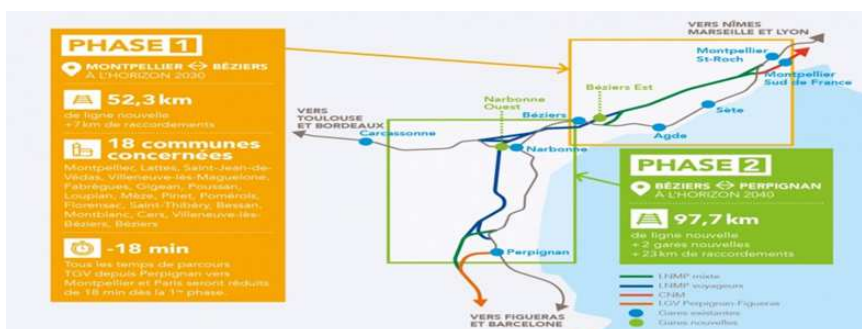 PHASE 1
MONTPELLIER <-> BÉZIERS
À L'HORIZON 2030
52,3 km
de ligne nouvelle
+7 km de raccordements
18 communes
concernées
Montpellier, Lattes, Saint-Jean-de-
Védas, Villeneuve-lès-Maguelone,
Fabrègues, Gigean, Poussan,
Loupian, Mèze, Pinet, Pomérols,
Florensac, Saint-Thibéry, Bessan,
Montblanc, Cers, Villeneuve-lès-
Béziers, Béziers
-18 min
Tous les temps de parcours
TGV depuis Perpignan vers
Montpellier et Paris seront réduits
de 18 min dès la 1re phase.
VERS NÎMES
MARSEILLE ET LYON
Montpellier
St-Roch
Montpellier
Sud de France
Béziers Est
Sète
Agde
Béziers
Narbonne
Ouest
VERS
TOULOUSE
ET BORDEAUX
Carcassonne
Narbonne
Perpignan
VERS FIGUERAS
ET BARCELONE
PHASE 2
BÉZIERS <-> PERPIGNAN
À L'HORIZON 2040
97,7 km
de ligne nouvelle
+ 2 gares nouvelles
+ 23 km de raccordements
LNMP mixte
LNMP voyageurs
CNM
LGV Perpignan-Figueras
Gares existantes
Gares nouvelles